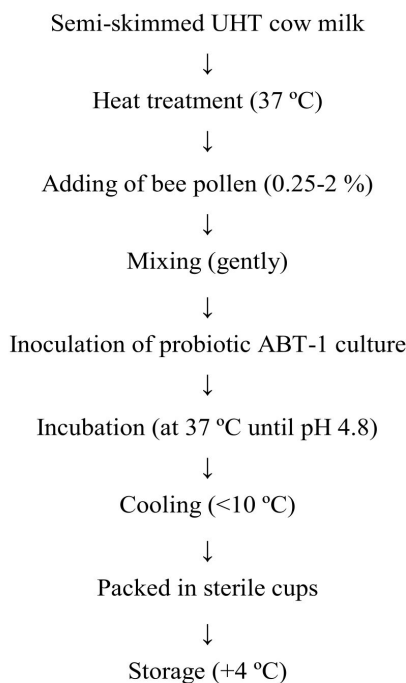 Semi-skimmed UHT cow milk
↓
Heat treatment (37 ºC)
↓
Adding of bee pollen (0.25-2 %)
↓
Mixing (gently)
↓
Inoculation of probiotic ABT-1 culture
↓
Incubation (at 37 ºC until pH 4.8)
↓
Cooling (<10 ºC)
↓
Packed in sterile cups
↓
Storage (+4 ºC)